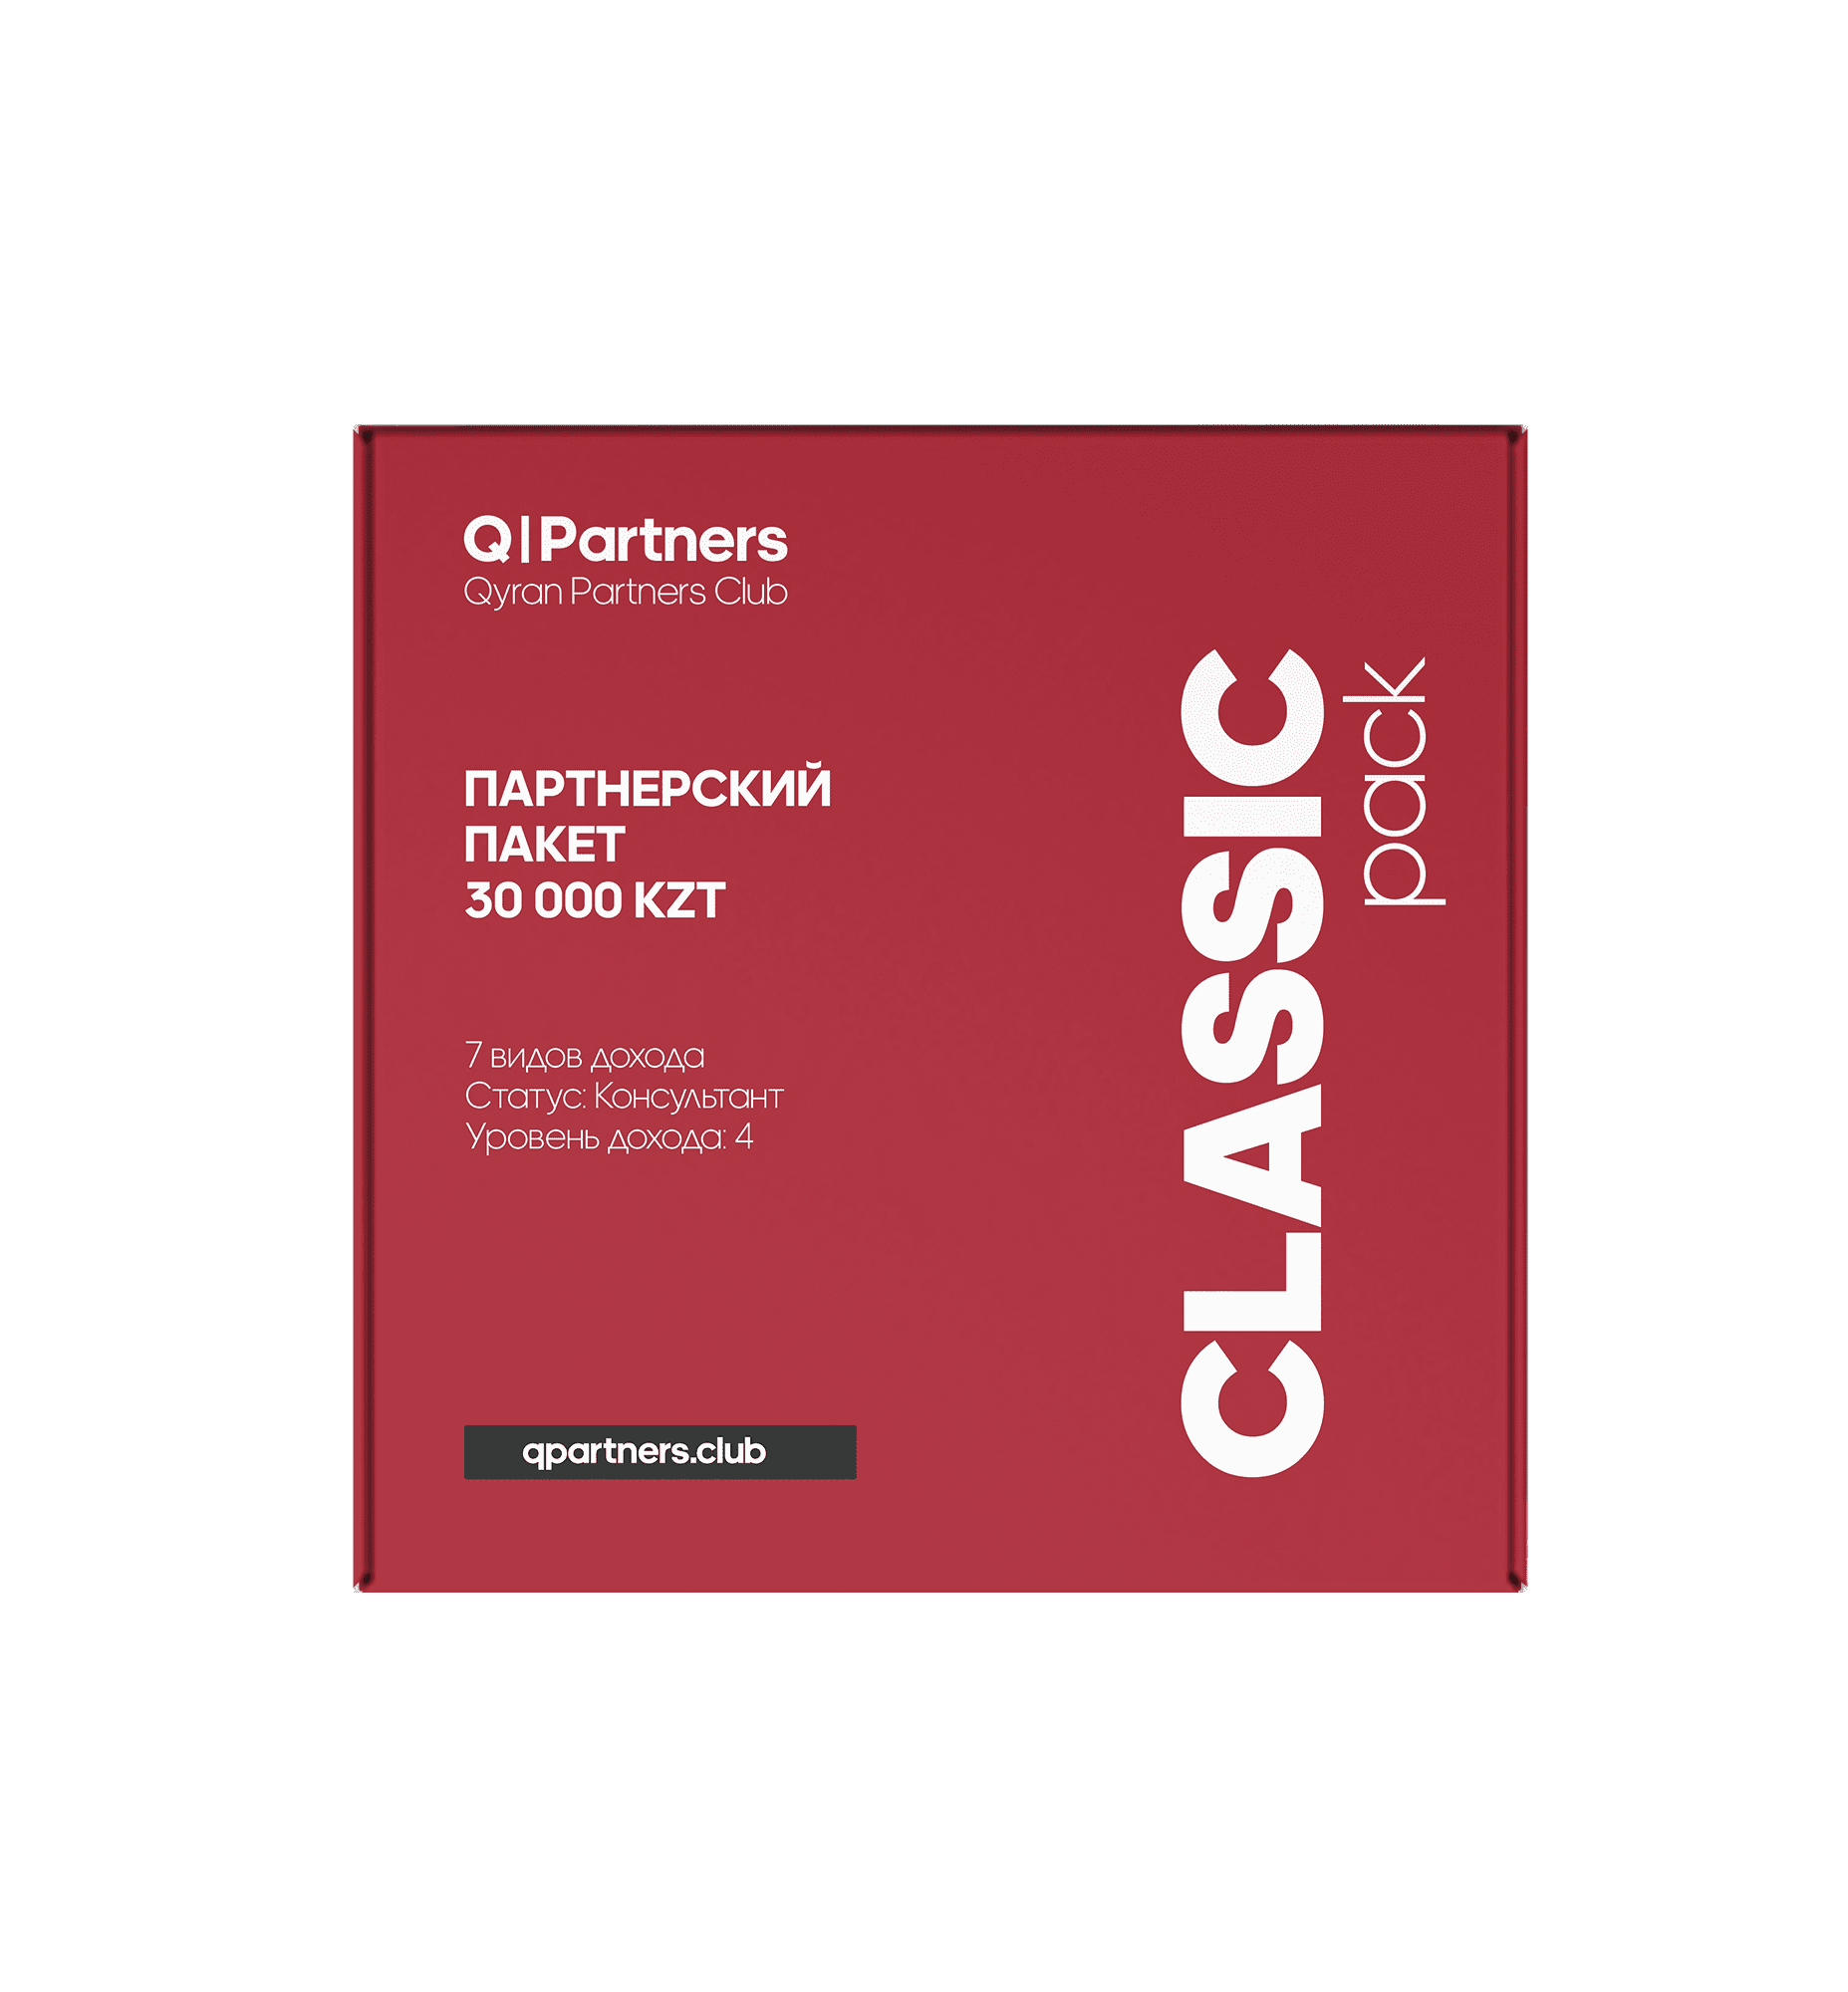 Q|Partners
Qyran Partners Club
ПАРТНЕРСКИЙ
ПАКЕТ
30 000 KZT
7 видов дохода
Статус: Консультант
Уровень дохода: 4
qpartners.club
CLASSIC
pack